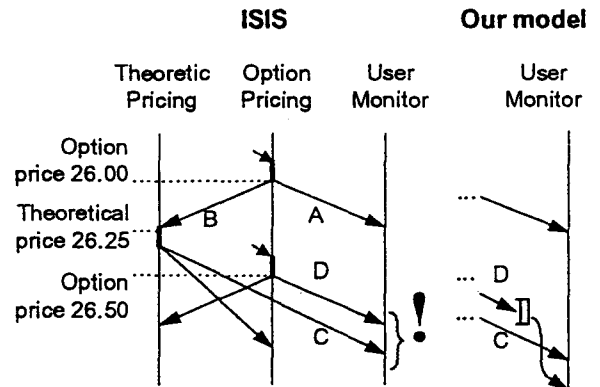 ISIS
Our model
Theoretic Pricing
Option Pricing
User Monitor
User Monitor
Option
price 26.00
Theoretical
price 26.25
Option
price 26.50
B
A
D
C
!
...
...
D
...
C